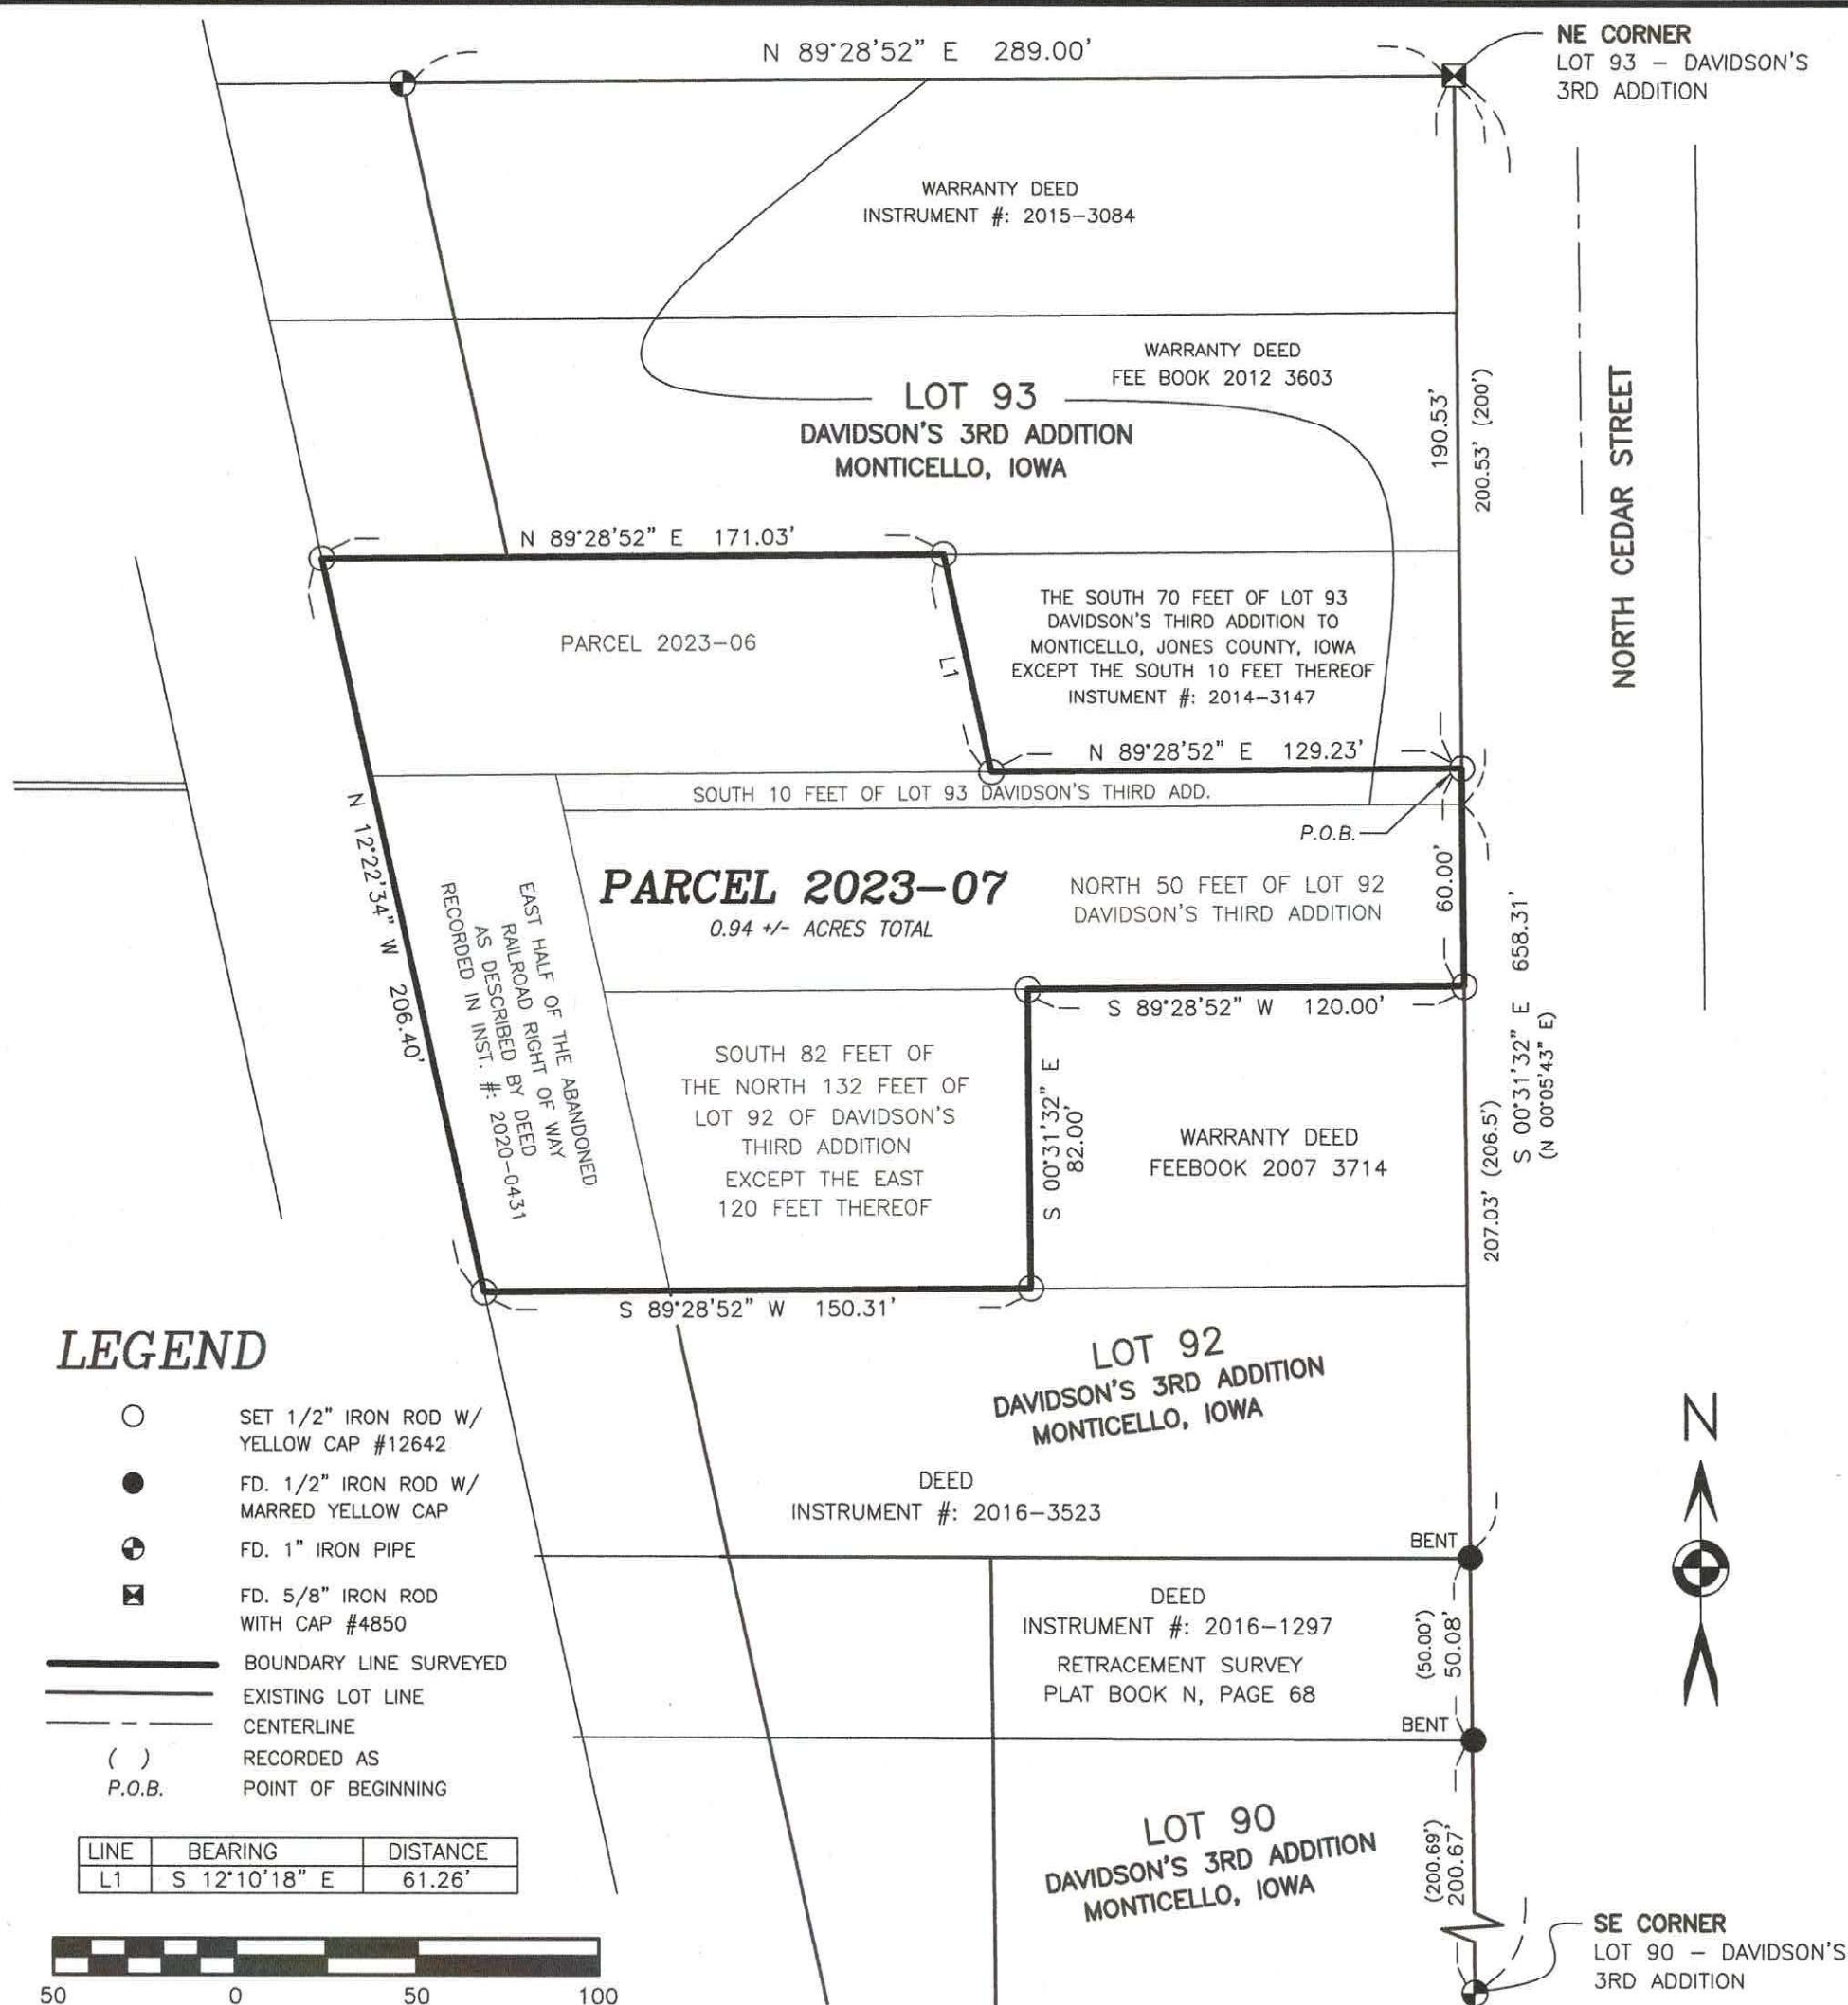 N 89°28'52" E 289.00'
NE CORNER
LOT 93 – DAVIDSON'S
3RD ADDITION
WARRANTY DEED
INSTRUMENT #: 2015–3084
WARRANTY DEED
FEE BOOK 2012 3603
LOT 93
DAVIDSON'S 3RD ADDITION
MONTICELLO, IOWA
190.53'
200.53' (200')
NORTH CEDAR STREET
N 89°28'52" E 171.03'
THE SOUTH 70 FEET OF LOT 93
DAVIDSON'S THIRD ADDITION TO
MONTICELLO, JONES COUNTY, IOWA
EXCEPT THE SOUTH 10 FEET THEREOF
INSTUMENT #: 2014–3147
PARCEL 2023–06
L1
N 89°28'52" E 129.23'
SOUTH 10 FEET OF LOT 93 DAVIDSON'S THIRD ADD.
P.O.B.
N 12°22'34" W 206.40'
PARCEL 2023–07
0.94 +/- ACRES TOTAL
NORTH 50 FEET OF LOT 92
DAVIDSON'S THIRD ADDITION
60.00'
EAST HALF OF THE ABANDONED
RAILROAD RIGHT OF WAY
AS DESCRIBED BY DEED
RECORDED IN INST. #: 2020–0431
S 89°28'52" W 120.00'
S 00°31'32" E 658.31'
(N 00°05'43" E)
SOUTH 82 FEET OF
THE NORTH 132 FEET OF
LOT 92 OF DAVIDSON'S
THIRD ADDITION
EXCEPT THE EAST
120 FEET THEREOF
S 00°31'32" E
82.00'
WARRANTY DEED
FEEBOOK 2007 3714
207.03' (206.5')
S 89°28'52" W 150.31'
LOT 92
DAVIDSON'S 3RD ADDITION
MONTICELLO, IOWA
DEED
INSTRUMENT #: 2016–3523
BENT
DEED
INSTRUMENT #: 2016–1297
RETRACEMENT SURVEY
PLAT BOOK N, PAGE 68
(50.00')
50.08'
BENT
LOT 90
DAVIDSON'S 3RD ADDITION
MONTICELLO, IOWA
(200.69')
200.67'
SE CORNER
LOT 90 – DAVIDSON'S
3RD ADDITION
N
LEGEND
SET 1/2" IRON ROD W/
YELLOW CAP #12642
FD. 1/2" IRON ROD W/
MARRED YELLOW CAP
FD. 1" IRON PIPE
FD. 5/8" IRON ROD
WITH CAP #4850
BOUNDARY LINE SURVEYED
EXISTING LOT LINE
CENTERLINE
( ) RECORDED AS
P.O.B. POINT OF BEGINNING
LINE BEARING DISTANCE
L1 S 12°10'18" E 61.26'
50 0 50 100